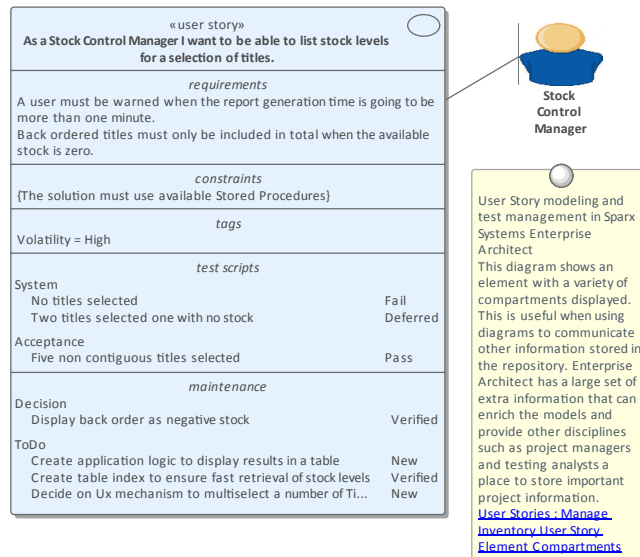 «user story»
As a Stock Control Manager I want to be able to list stock levels
for a selection of titles.
requirements
A user must be warned when the report generation time is going to be
more than one minute.
Back ordered titles must only be included in total when the available
stock is zero.
constraints
{The solution must use available Stored Procedures}
tags
Volatility = High
test scripts
System
No titles selected Fail
Two titles selected one with no stock Deferred
Acceptance
Five non contiguous titles selected Pass
maintenance
Decision
Display back order as negative stock Verified
ToDo
Create application logic to display results in a table New
Create table index to ensure fast retrieval of stock levels Verified
Decide on Ux mechanism to multiselect a number of Ti... New
Stock
Control
Manager
User Story modeling and
test management in Sparx
Systems Enterprise
Architect
This diagram shows an
element with a variety of
compartments displayed.
This is useful when using
diagrams to communicate
other information stored in
the repository. Enterprise
Architect has a large set of
extra information that can
enrich the models and
provide other disciplines
such as project managers
and testing analysts a
place to store important
project information.
User Stories : Manage
Inventory User Story
Element Compartments